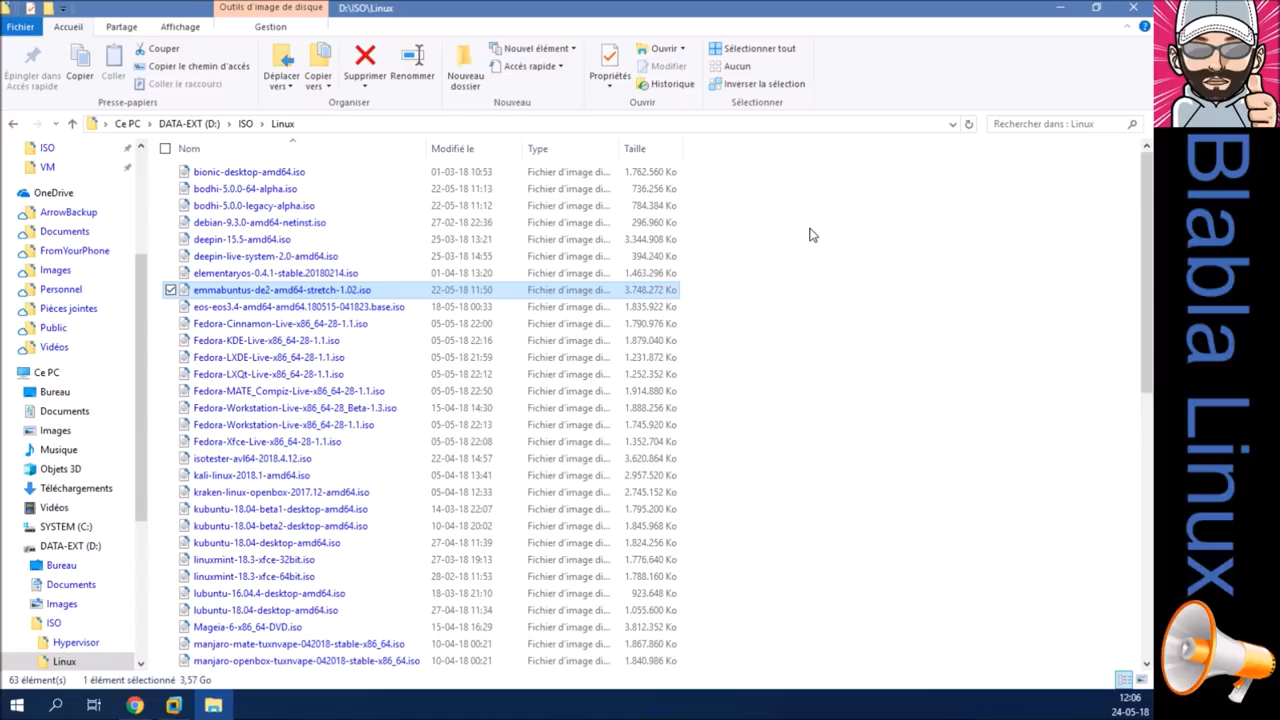 Outils d'image de disque
D:\ISO\Linux
Fichier
Accueil
Partage
Affichage
Gestion
Épingler dans
Accès rapide
Copier
Coller
Couper
Copier le chemin d'accès
Coller le raccourci
Presse-papiers
Déplacer
vers
Copier
vers
Supprimer
Renommer
Organiser
Nouveau
dossier
Nouvel élément
Accès rapide
Nouveau
Propriétés
Ouvrir
Modifier
Historique
Ouvrir
Sélectionner tout
Aucun
Inverser la sélection
Sélectionner
Ce PC > DATA-EXT (D:) > ISO > Linux
Rechercher dans : Linux
ISO
VM
OneDrive
ArrowBackup
Documents
FromYourPhone
Images
Personnel
Pièces jointes
Public
Vidéos
Ce PC
Bureau
Documents
Images
Musique
Objets 3D
Téléchargements
Vidéos
SYSTEM (C:)
DATA-EXT (D:)
Bureau
Documents
Images
ISO
Hypervisor
Linux
Nom Modifié le Type Taille
bionic-desktop-amd64.iso 01-03-18 10:53 Fichier d'image di... 1.762.560 Ko
bodhi-5.0.0-64-alpha.iso 22-05-18 11:13 Fichier d'image di... 736.256 Ko
bodhi-5.0.0-legacy-alpha.iso 22-05-18 11:12 Fichier d'image di... 784.384 Ko
debian-9.3.0-amd64-netinst.iso 27-02-18 22:36 Fichier d'image di... 296.960 Ko
deepin-15.5-amd64.iso 25-03-18 13:21 Fichier d'image di... 3.344.908 Ko
deepin-live-system-2.0-amd64.iso 25-03-18 14:55 Fichier d'image di... 394.240 Ko
elementaryos-0.4.1-stable.20180214.iso 01-04-18 13:20 Fichier d'image di... 1.463.296 Ko
emmabuntus-de2-amd64-stretch-1.02.iso 22-05-18 11:50 Fichier d'image di... 3.748.272 Ko
eos-eos3.4-amd64-amd64.180515-041823.base.iso 18-05-18 00:33 Fichier d'image di... 1.835.922 Ko
Fedora-Cinnamon-Live-x86_64-28-1.1.iso 05-05-18 22:00 Fichier d'image di... 1.790.976 Ko
Fedora-KDE-Live-x86_64-28-1.1.iso 05-05-18 22:16 Fichier d'image di... 1.879.040 Ko
Fedora-LXDE-Live-x86_64-28-1.1.iso 05-05-18 21:59 Fichier d'image di... 1.231.872 Ko
Fedora-LXQt-Live-x86_64-28-1.1.iso 05-05-18 22:12 Fichier d'image di... 1.252.352 Ko
Fedora-MATE_Compiz-Live-x86_64-28-1.1.iso 05-05-18 22:50 Fichier d'image di... 1.914.880 Ko
Fedora-Workstation-Live-x86_64-28_Beta-1.3.iso 15-04-18 14:30 Fichier d'image di... 1.888.256 Ko
Fedora-Workstation-Live-x86_64-28-1.1.iso 05-05-18 22:13 Fichier d'image di... 1.745.920 Ko
Fedora-Xfce-Live-x86_64-28-1.1.iso 05-05-18 22:08 Fichier d'image di... 1.352.704 Ko
isotester-avl64-2018.4.12.iso 22-04-18 14:57 Fichier d'image di... 3.620.864 Ko
kali-linux-2018.1-amd64.iso 05-04-18 13:41 Fichier d'image di... 2.957.520 Ko
kraken-linux-openbox-2017.12-amd64.iso 05-04-18 12:33 Fichier d'image di... 2.745.152 Ko
kubuntu-18.04-beta1-desktop-amd64.iso 14-03-18 22:07 Fichier d'image di... 1.795.200 Ko
kubuntu-18.04-beta2-desktop-amd64.iso 10-04-18 20:02 Fichier d'image di... 1.845.968 Ko
kubuntu-18.04-desktop-amd64.iso 27-04-18 11:39 Fichier d'image di... 1.824.256 Ko
linuxmint-18.3-xfce-32bit.iso 27-03-18 19:13 Fichier d'image di... 1.776.640 Ko
linuxmint-18.3-xfce-64bit.iso 28-02-18 11:53 Fichier d'image di... 1.788.160 Ko
lubuntu-16.04.4-desktop-amd64.iso 18-03-18 21:10 Fichier d'image di... 923.648 Ko
lubuntu-18.04-desktop-amd64.iso 27-04-18 11:34 Fichier d'image di... 1.055.600 Ko
Mageia-6-x86_64-DVD.iso 15-04-18 16:29 Fichier d'image di... 3.812.352 Ko
manjaro-mate-tuxnvape-042018-stable-x86_64.iso 10-04-18 00:21 Fichier d'image di... 1.867.860 Ko
manjaro-openbox-tuxnvape-042018-stable-x86_64.iso 10-04-18 00:21 Fichier d'image di... 1.840.986 Ko
63 élément(s) 1 élément sélectionné 3,57 Go
12:06
24-05-18
Blabla Linux